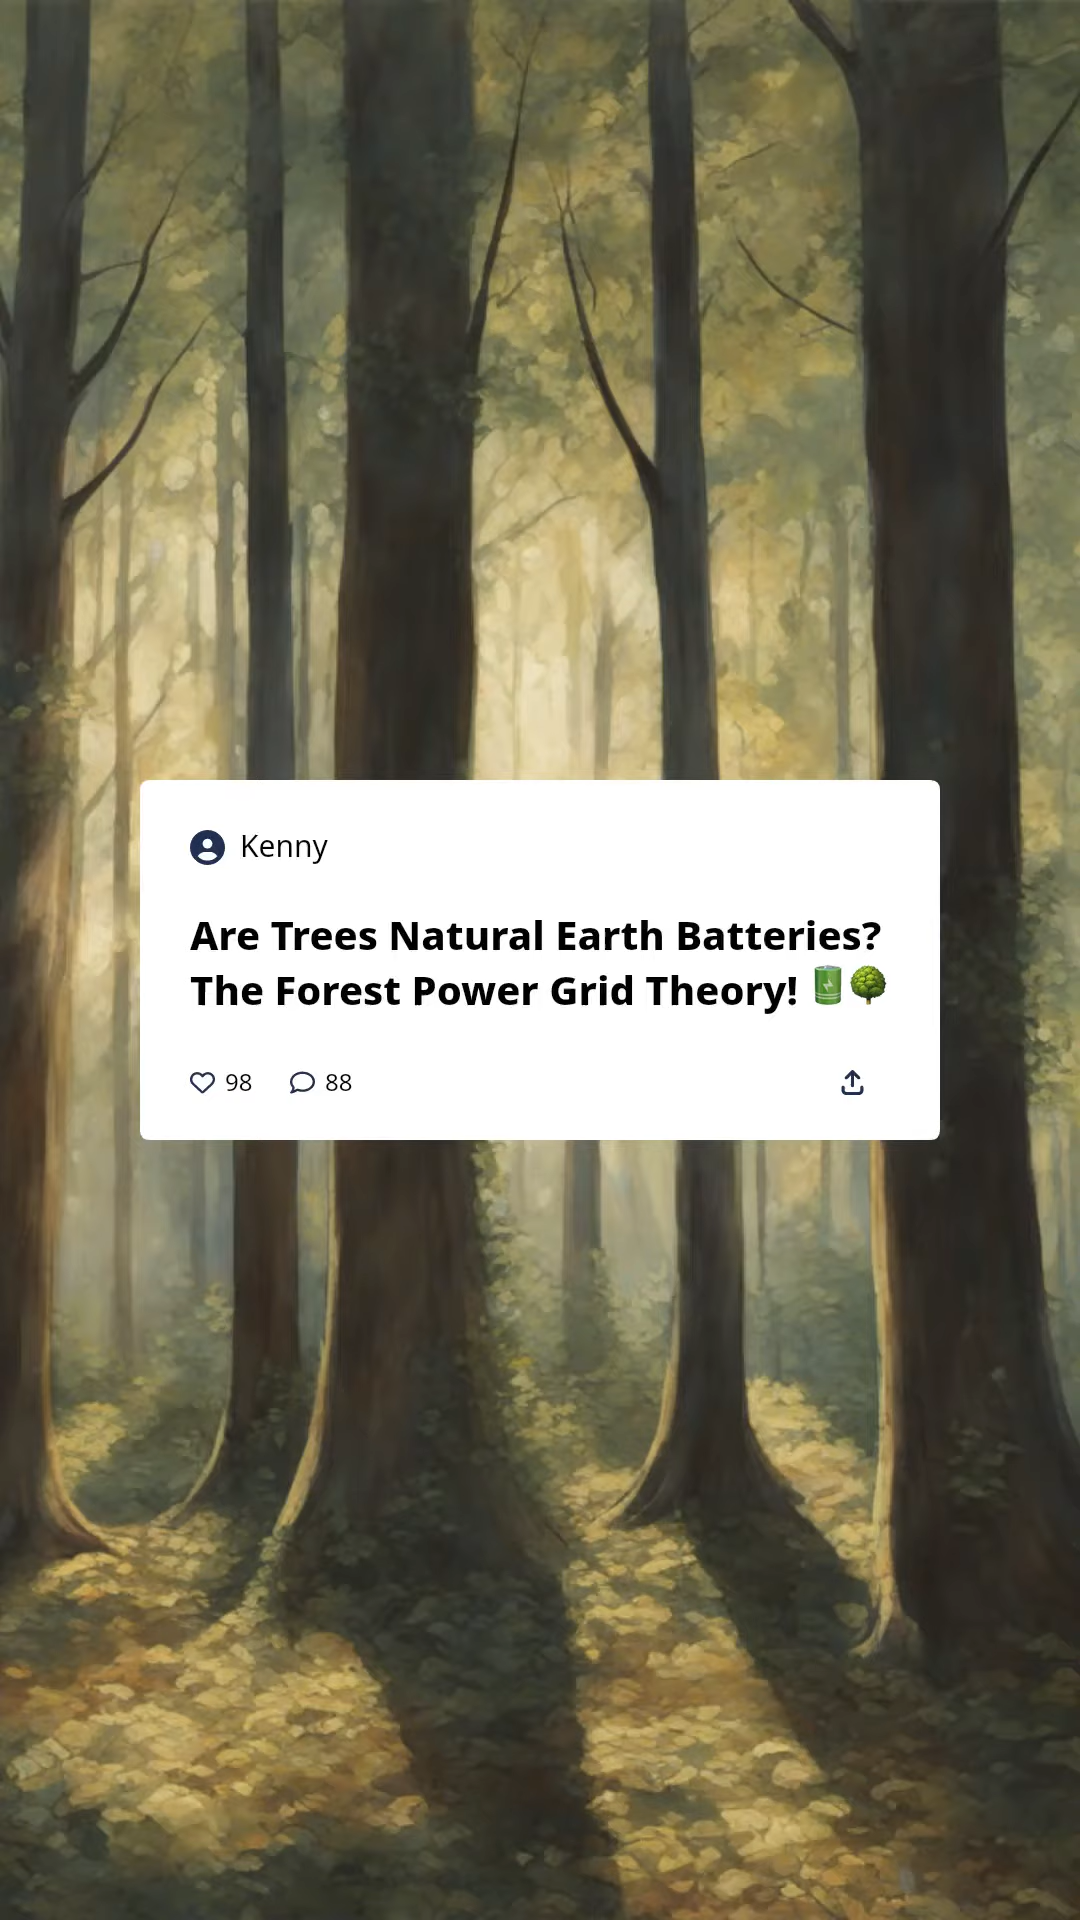 Kenny
Are Trees Natural Earth Batteries?
The Forest Power Grid Theory! 🔋🌳
98 88